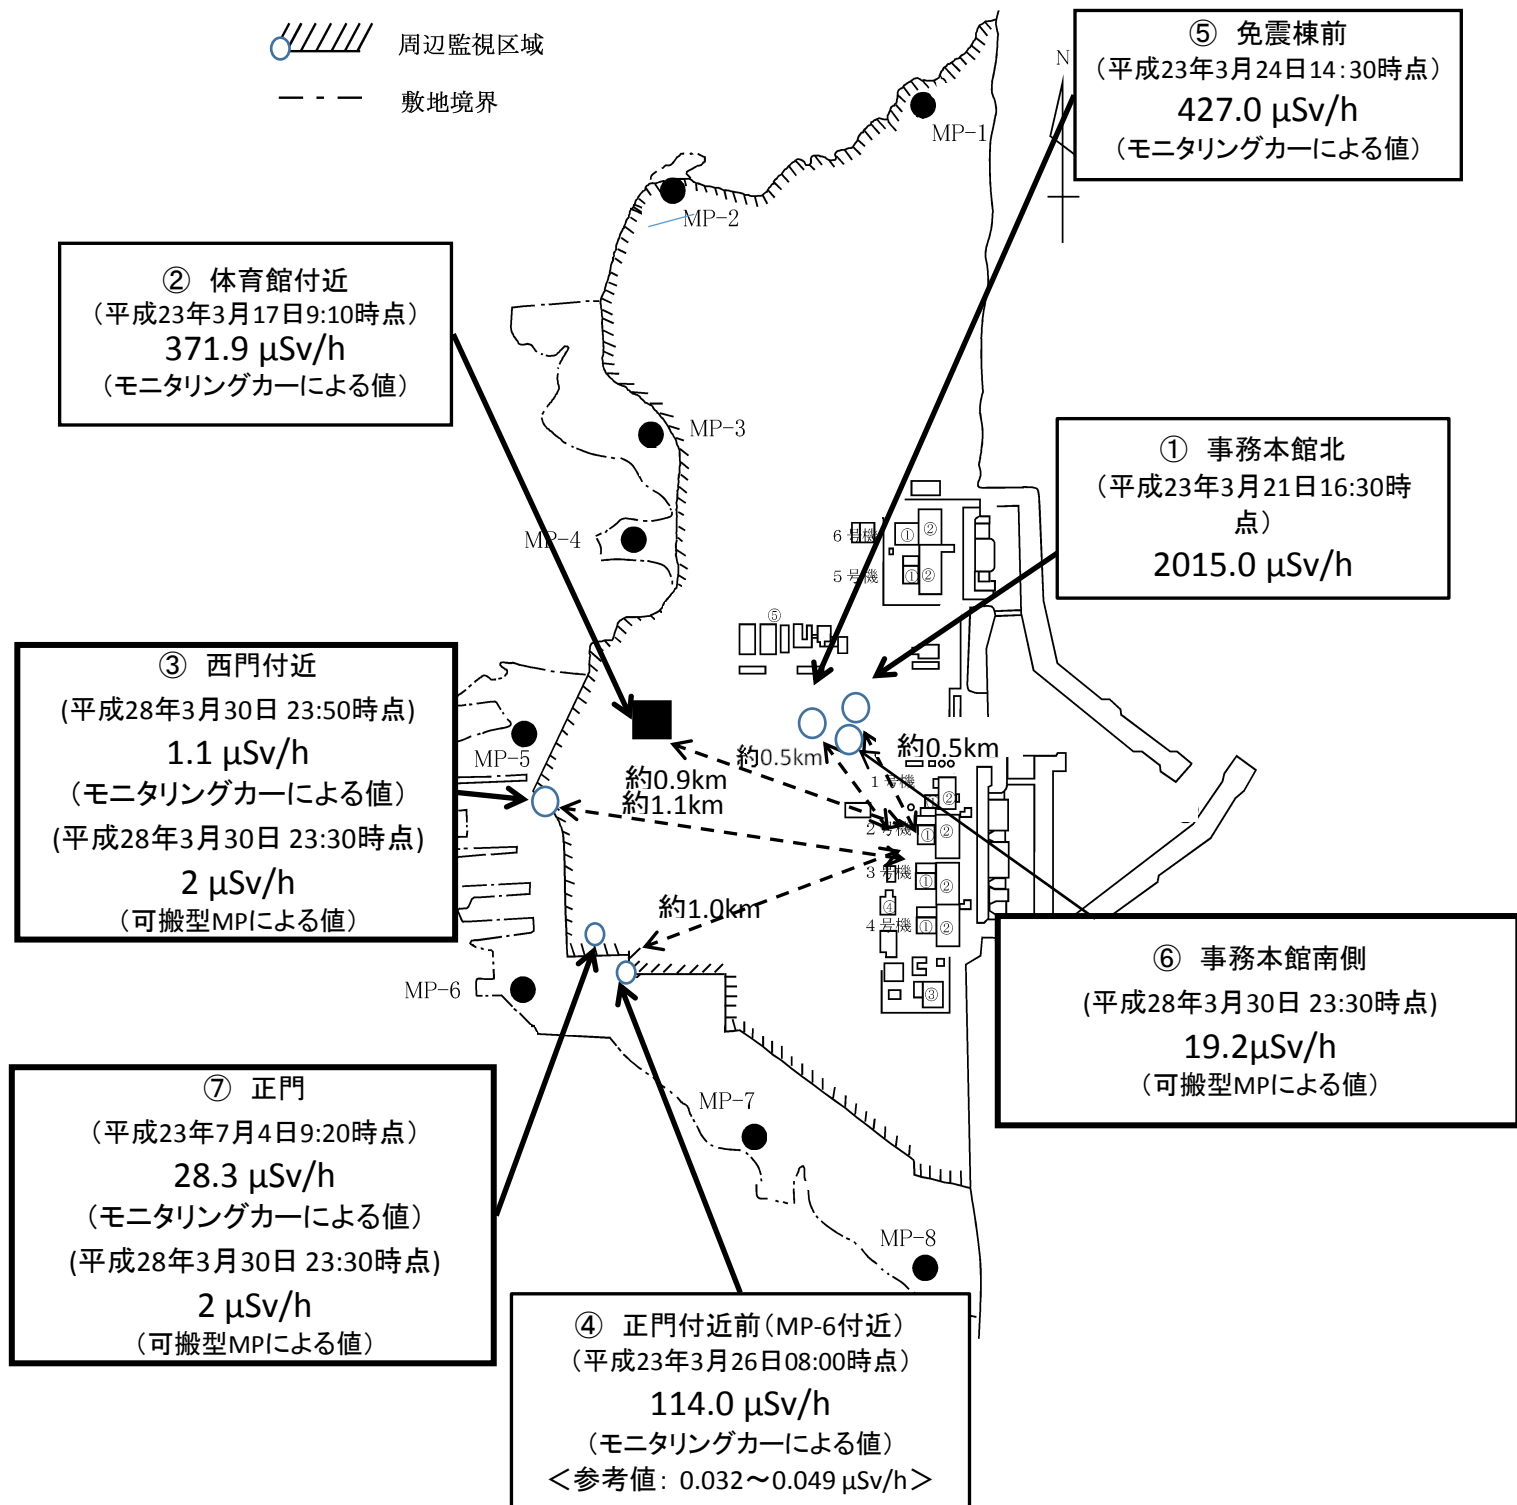 周辺監視区域
敷地境界
⑤ 免震棟前
（平成23年3月24日14:30時点）
427.0 μSv/h
（モニタリングカーによる値）
N
MP-1
MP-2
② 体育館付近
（平成23年3月17日9:10時点）
371.9 μSv/h
（モニタリングカーによる値）
MP-3
① 事務本館北
（平成23年3月21日16:30時
点）
2015.0 μSv/h
MP-4
6号機
① ②
5号機
① ②
⑤
③ 西門付近
(平成28年3月30日 23:50時点)
1.1 μSv/h
（モニタリングカーによる値）
(平成28年3月30日 23:30時点)
2 μSv/h
（可搬型MPによる値）
MP-5
約0.5km
約0.5km
約0.9km
約1.1km
1号機
① ②
2号機
① ②
3号機
① ②
④
4号機
① ②
約1.0km
③
MP-6
⑥ 事務本館南側
(平成28年3月30日 23:30時点)
19.2μSv/h
（可搬型MPによる値）
⑦ 正門
（平成23年7月4日9:20時点）
28.3 μSv/h
（モニタリングカーによる値）
(平成28年3月30日 23:30時点)
2 μSv/h
（可搬型MPによる値）
MP-7
MP-8
④ 正門付近前（MP-6付近）
（平成23年3月26日08:00時点）
114.0 μSv/h
（モニタリングカーによる値）
＜参考値： 0.032～0.049 μSv/h＞